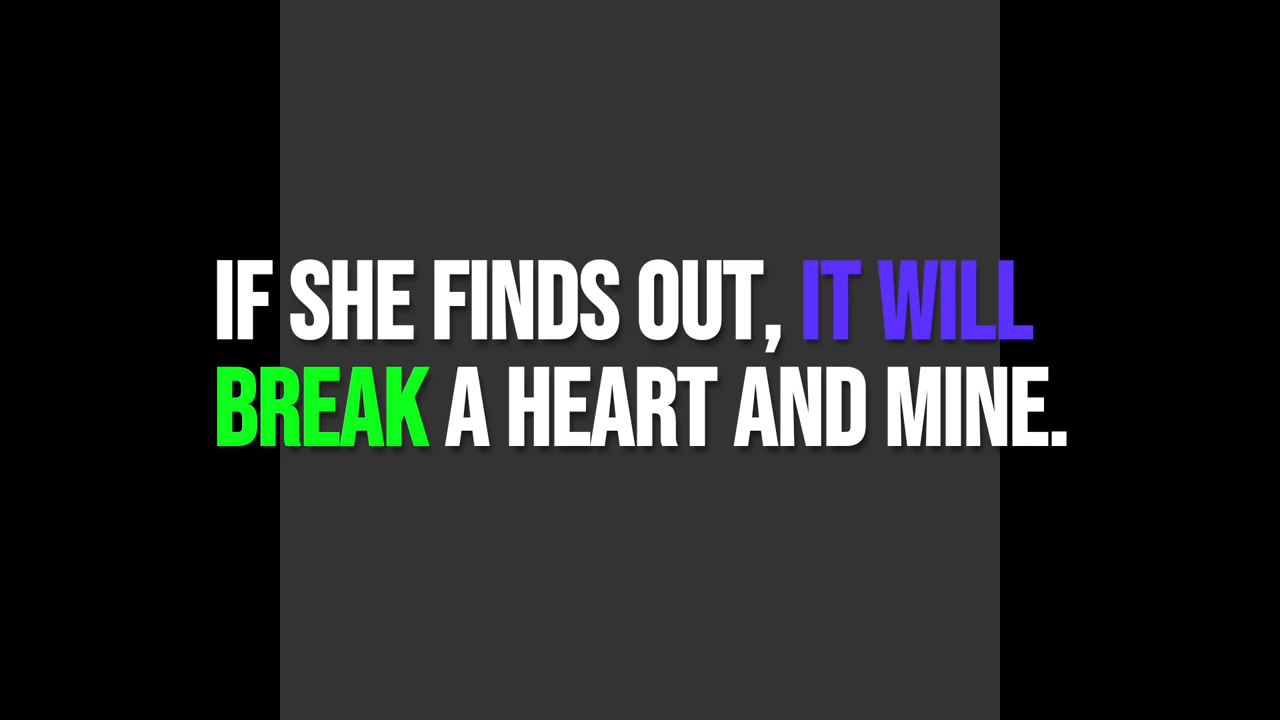 IF SHE FINDS OUT, IT WILL
BREAK A HEART AND MINE.